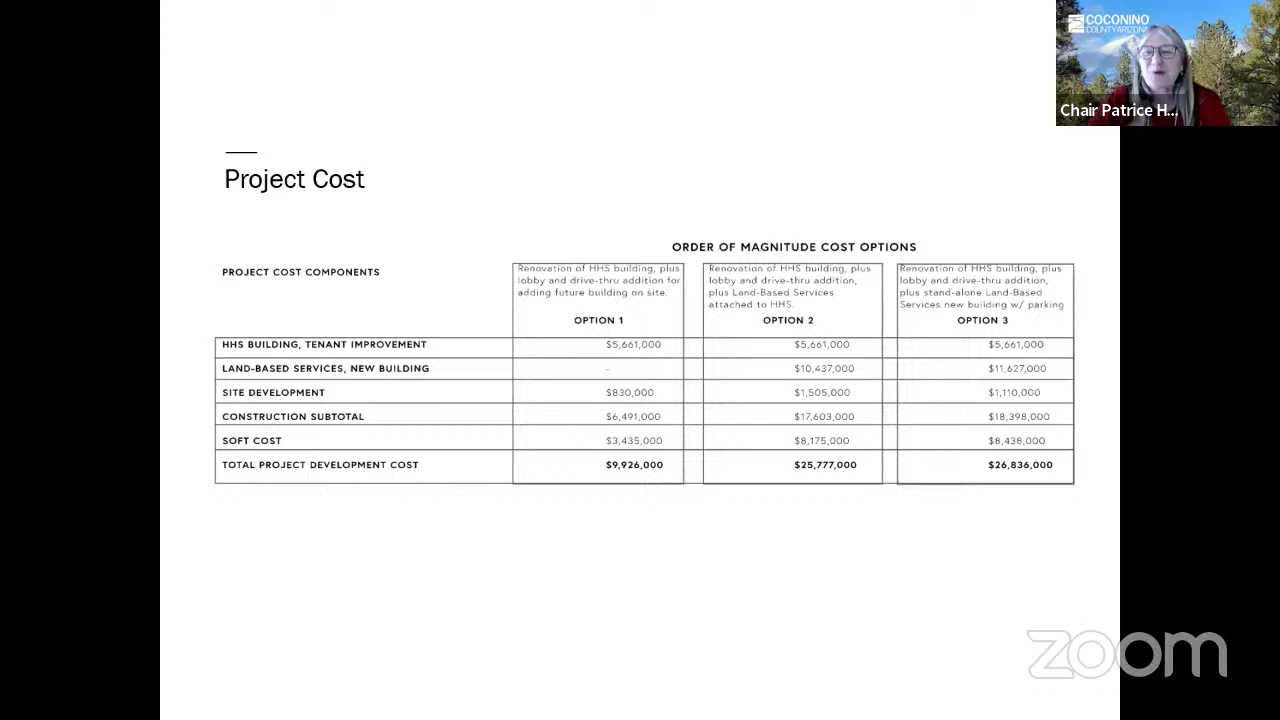 COCONINO
COUNTY ARIZONA
Chair Patrice H...
Project Cost
ORDER OF MAGNITUDE COST OPTIONS
PROJECT COST COMPONENTS
Renovation of HHS building, plus
lobby and drive-thru addition for
adding future building on site.
OPTION 1
Renovation of HHS building, plus
lobby and drive-thru addition,
plus Land-Based Services
attached to HHS.
OPTION 2
Renovation of HHS building, plus
lobby and drive-thru addition,
plus stand-alone Land-Based
Services new building w/ parking
OPTION 3
HHS BUILDING, TENANT IMPROVEMENT $5,661,000 $5,661,000 $5,661,000
LAND-BASED SERVICES, NEW BUILDING - $10,437,000 $11,627,000
SITE DEVELOPMENT $830,000 $1,505,000 $1,110,000
CONSTRUCTION SUBTOTAL $6,491,000 $17,603,000 $18,398,000
SOFT COST $3,435,000 $8,175,000 $8,438,000
TOTAL PROJECT DEVELOPMENT COST $9,926,000 $25,777,000 $26,836,000
zoom